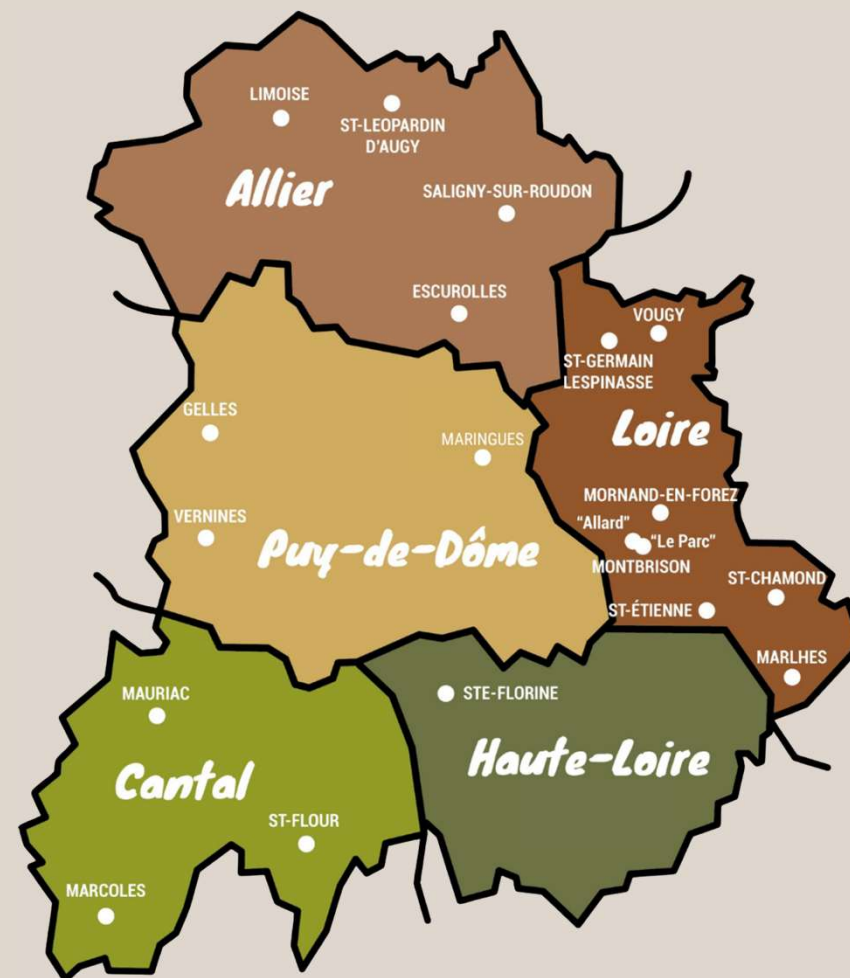 LIMOISE
ST-LEOPARDIN
D'AUGY
Allier
SALIGNY-SUR-ROUDON
ESCUROLLES
VOUGY
ST-GERMAIN
LESPINASSE
Loire
GELLES
MARINGUES
VERNINES
Puy-de-Dôme
MORNAND-EN-FOREZ
"Allard"
"Le Parc"
MONTBRISON
ST-CHAMOND
ST-ÉTIENNE
MARLHES
MAURIAC
Cantal
ST-FLOUR
MARCOLES
STE-FLORINE
Haute-Loire